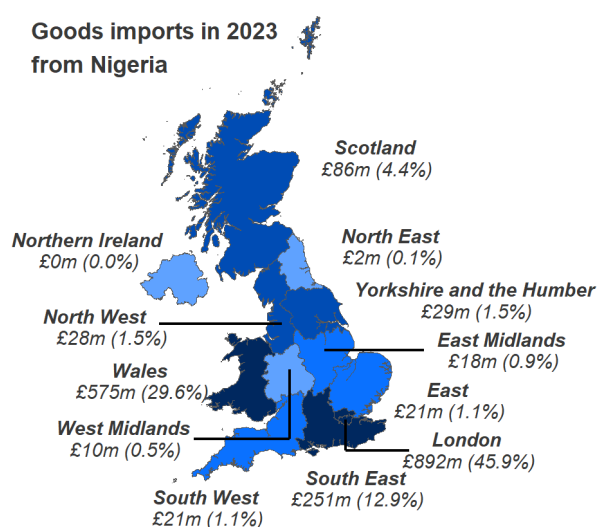 Goods imports in 2023
from Nigeria
Scotland
£86m (4.4%)
Northern Ireland
£0m (0.0%)
North East
£2m (0.1%)
Yorkshire and the Humber
£29m (1.5%)
North West
£28m (1.5%)
East Midlands
£18m (0.9%)
Wales
£575m (29.6%)
East
£21m (1.1%)
West Midlands
£10m (0.5%)
London
£892m (45.9%)
South East
£251m (12.9%)
South West
£21m (1.1%)